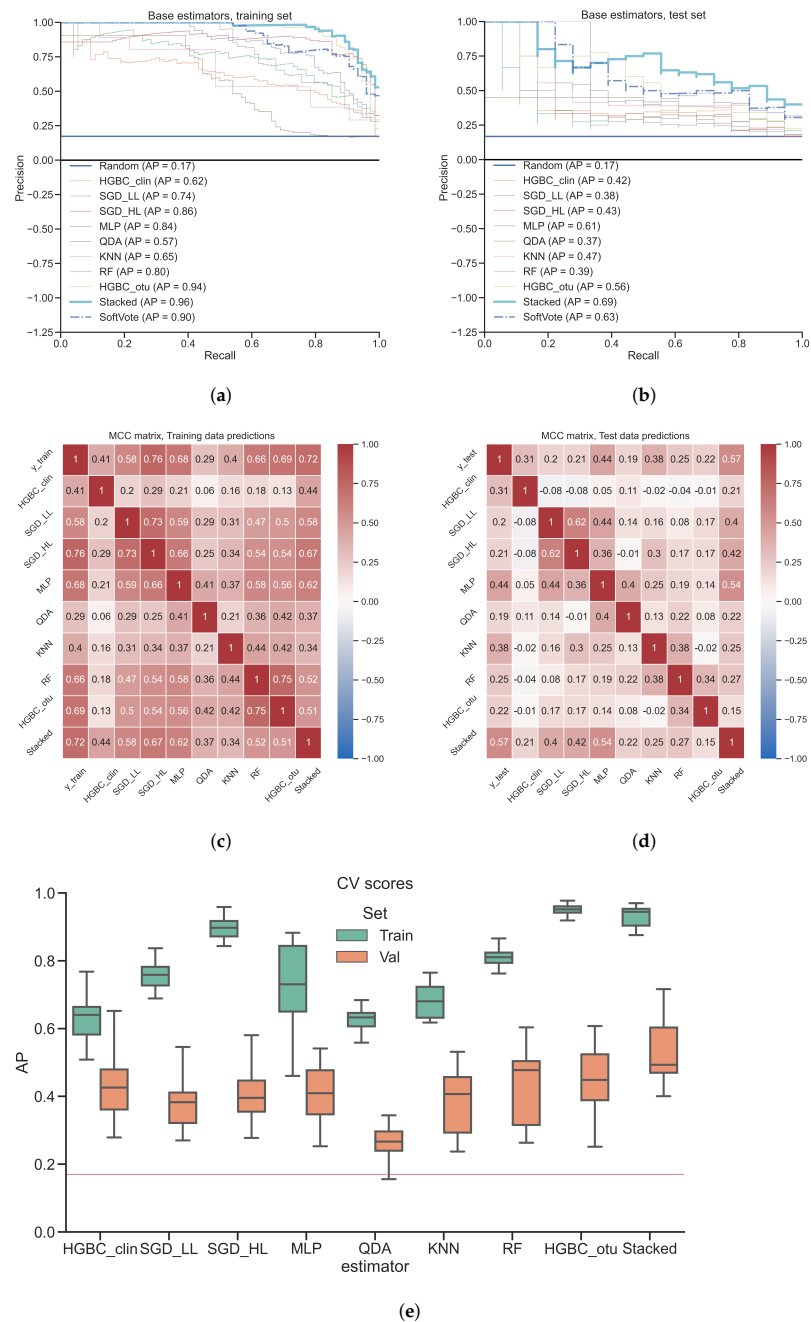 Base estimators, training set
1.00
0.75
0.50
0.25
0.00
−0.25
−0.50
−0.75
−1.00
−1.25
Precision
Random (AP = 0.17)
HGBC_clin (AP = 0.62)
SGD_LL (AP = 0.74)
SGD_HL (AP = 0.86)
MLP (AP = 0.84)
QDA (AP = 0.57)
KNN (AP = 0.65)
RF (AP = 0.80)
HGBC_otu (AP = 0.94)
Stacked (AP = 0.96)
SoftVote (AP = 0.90)
0.0 0.2 0.4 0.6 0.8 1.0
Recall
(a)
Base estimators, test set
1.00
0.75
0.50
0.25
0.00
−0.25
−0.50
−0.75
−1.00
−1.25
Precision
Random (AP = 0.17)
HGBC_clin (AP = 0.42)
SGD_LL (AP = 0.38)
SGD_HL (AP = 0.43)
MLP (AP = 0.61)
QDA (AP = 0.37)
KNN (AP = 0.47)
RF (AP = 0.39)
HGBC_otu (AP = 0.56)
Stacked (AP = 0.69)
SoftVote (AP = 0.63)
0.0 0.2 0.4 0.6 0.8 1.0
Recall
(b)
MCC matrix, Training data predictions
y_train 1 0.41 0.58 0.76 0.68 0.29 0.4 0.66 0.69 0.72
HGBC_clin 0.41 1 0.2 0.29 0.21 0.06 0.16 0.18 0.13 0.44
SGD_LL 0.58 0.2 1 0.73 0.59 0.29 0.31 0.47 0.5 0.58
SGD_HL 0.76 0.29 0.73 1 0.66 0.25 0.34 0.54 0.54 0.67
MLP 0.68 0.21 0.59 0.66 1 0.41 0.37 0.58 0.56 0.62
QDA 0.29 0.06 0.29 0.25 0.41 1 0.21 0.36 0.42 0.37
KNN 0.4 0.16 0.31 0.34 0.37 0.21 1 0.44 0.42 0.34
RF 0.66 0.18 0.47 0.54 0.58 0.36 0.44 1 0.75 0.52
HGBC_otu 0.69 0.13 0.5 0.54 0.56 0.42 0.42 0.75 1 0.51
Stacked 0.72 0.44 0.58 0.67 0.62 0.37 0.34 0.52 0.51 1
y_train HGBC_clin SGD_LL SGD_HL MLP QDA KNN RF HGBC_otu Stacked
1.00
0.75
0.50
0.25
0.00
−0.25
−0.50
−0.75
−1.00
(c)
MCC matrix, Test data predictions
y_test 1 0.31 0.2 0.21 0.44 0.19 0.38 0.25 0.22 0.57
HGBC_clin 0.31 1 -0.08 -0.08 0.05 0.11 -0.02 -0.04 -0.01 0.21
SGD_LL 0.2 -0.08 1 0.62 0.44 0.14 0.16 0.08 0.17 0.4
SGD_HL 0.21 -0.08 0.62 1 0.36 -0.01 0.3 0.17 0.17 0.42
MLP 0.44 0.05 0.44 0.36 1 0.4 0.25 0.19 0.14 0.54
QDA 0.19 0.11 0.14 -0.01 0.4 1 0.13 0.22 0.08 0.22
KNN 0.38 -0.02 0.16 0.3 0.25 0.13 1 0.38 -0.02 0.25
RF 0.25 -0.04 0.08 0.17 0.19 0.22 0.38 1 0.34 0.27
HGBC_otu 0.22 -0.01 0.17 0.17 0.14 0.08 -0.02 0.34 1 0.15
Stacked 0.57 0.21 0.4 0.42 0.54 0.22 0.25 0.27 0.15 1
y_test HGBC_clin SGD_LL SGD_HL MLP QDA KNN RF HGBC_otu Stacked
1.00
0.75
0.50
0.25
0.00
−0.25
−0.50
−0.75
−1.00
(d)
CV scores
Set
Train
Val
1.0
0.8
0.6
0.4
0.2
0.0
AP
HGBC_clin SGD_LL SGD_HL MLP QDA KNN RF HGBC_otu Stacked
estimator
(e)